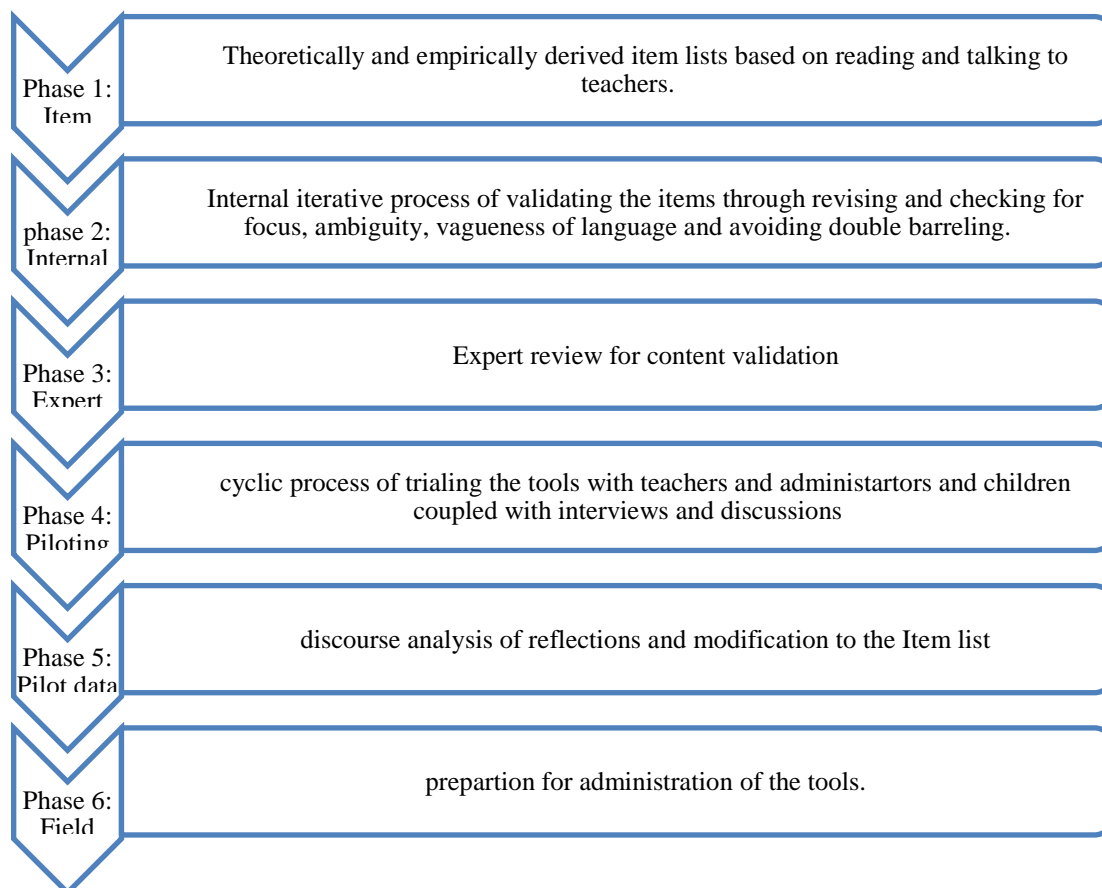 Phase 1:
Item
Theoretically and empirically derived item lists based on reading and talking to
teachers.
phase 2:
Internal
Internal iterative process of validating the items through revising and checking for
focus, ambiguity, vagueness of language and avoiding double barreling.
Phase 3:
Expert
Expert review for content validation
Phase 4:
Piloting
cyclic process of trialing the tools with teachers and administartors and children
coupled with interviews and discussions
Phase 5:
Pilot data
discourse analysis of reflections and modification to the Item list
Phase 6:
Field
prepartion for administration of the tools.